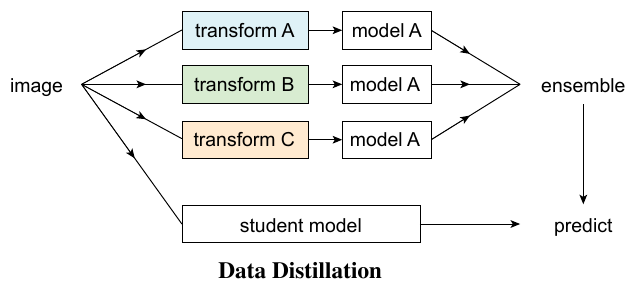 transform A model A
image transform B model A ensemble
transform C model A
student model predict
Data Distillation